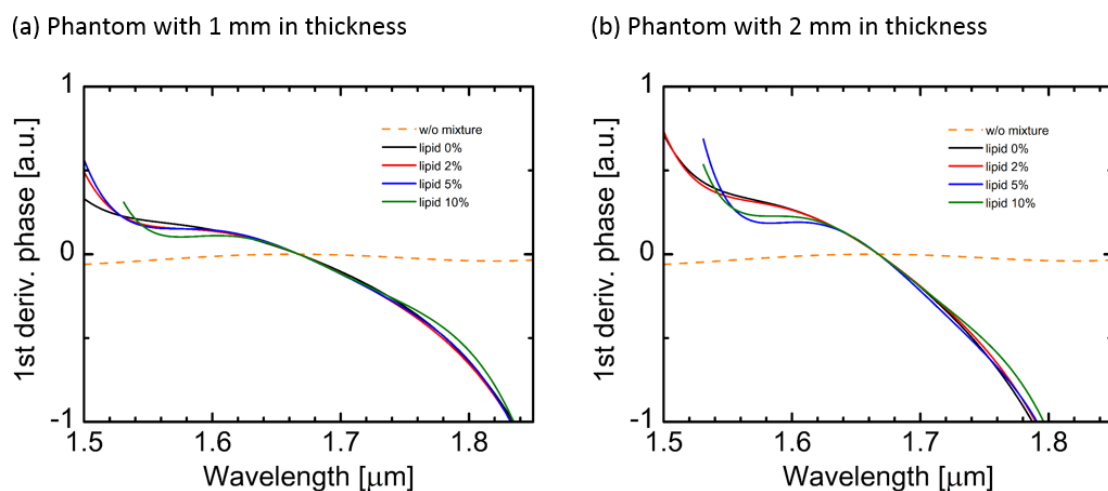 (a) Phantom with 1 mm in thickness
1
0
-1
1st deriv. phase [a.u.]
w/o mixture
lipid 0%
lipid 2%
lipid 5%
lipid 10%
1.5 1.6 1.7 1.8
Wavelength [μm]
(b) Phantom with 2 mm in thickness
1
0
-1
1st deriv. phase [a.u.]
w/o mixture
lipid 0%
lipid 2%
lipid 5%
lipid 10%
1.5 1.6 1.7 1.8
Wavelength [μm]